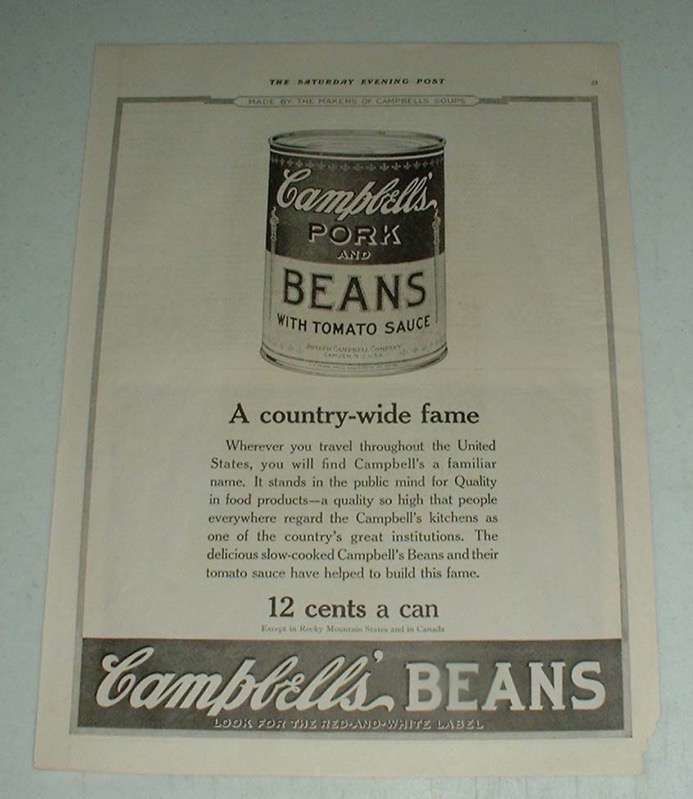 THE SATURDAY EVENING POST
MADE BY THE MAKERS OF CAMPBELLS SOUPS
Campbell's
PORK
AND
BEANS
WITH TOMATO SAUCE
JOSEPH CAMPBELL COMPANY
CAMDEN, N.J., U.S.A.
A country-wide fame
Wherever you travel throughout the United
States, you will find Campbell's a familiar
name. It stands in the public mind for Quality
in food products—a quality so high that people
everywhere regard the Campbell's kitchens as
one of the country's great institutions. The
delicious slow-cooked Campbell's Beans and their
tomato sauce have helped to build this fame.
12 cents a can
Except in Rocky Mountain States and in Canada
Campbells' BEANS
LOOK FOR THE RED-AND-WHITE LABEL